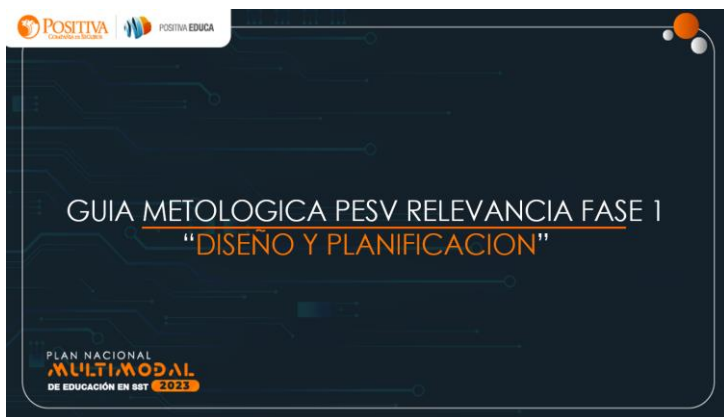 POSITIVA
COMPAÑIA DE SEGUROS
POSITIVA EDUCA
GUIA METOLOGICA PESV RELEVANCIA FASE 1
“DISEÑO Y PLANIFICACION”
PLAN NACIONAL
MULTIMODAL
DE EDUCACIÓN EN SST 2023